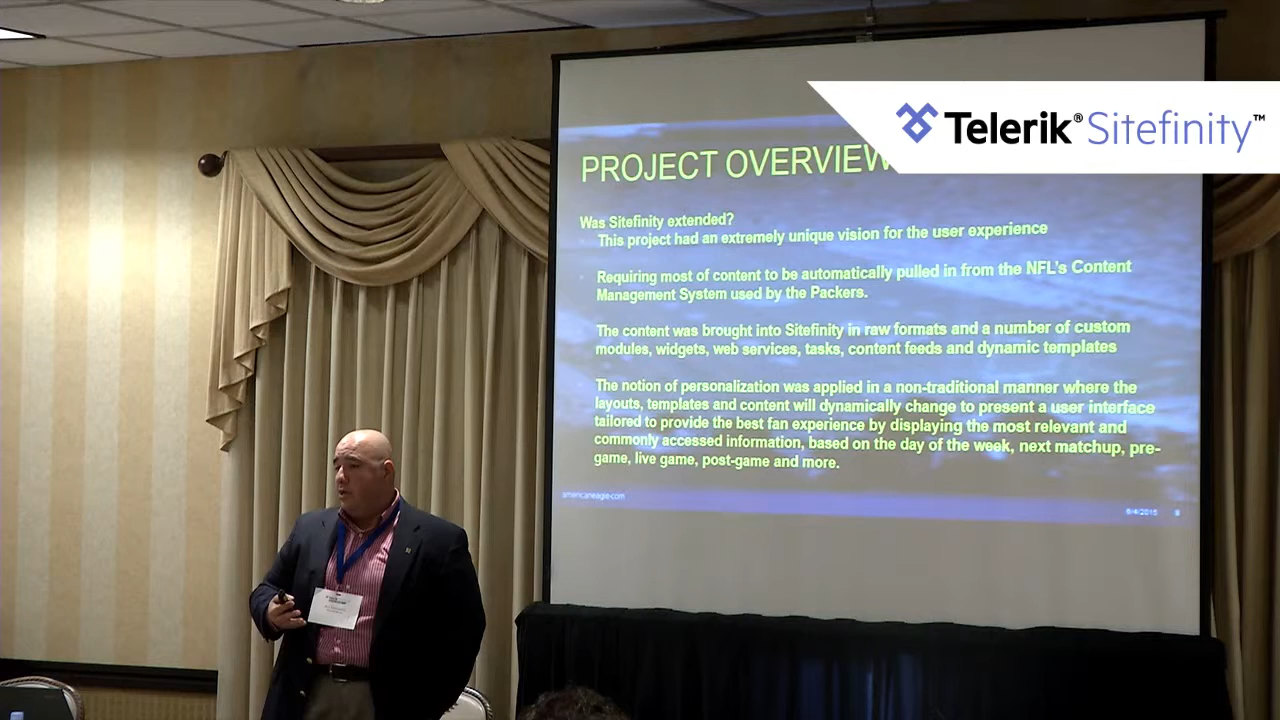 Telerik® Sitefinity™
PROJECT OVERVIEW
Was Sitefinity extended?
This project had an extremely unique vision for the user experience
Requiring most of content to be automatically pulled in from the NFL's Content
Management System used by the Packers.
The content was brought into Sitefinity in raw formats and a number of custom
modules, widgets, web services, tasks, content feeds and dynamic templates
The notion of personalization was applied in a non-traditional manner where the
layouts, templates and content will dynamically change to present a user interface
tailored to provide the best fan experience by displaying the most relevant and
commonly accessed information, based on the day of the week, next matchup, pre-
game, live game, post-game and more.
americaneagle.com
6/4/2015